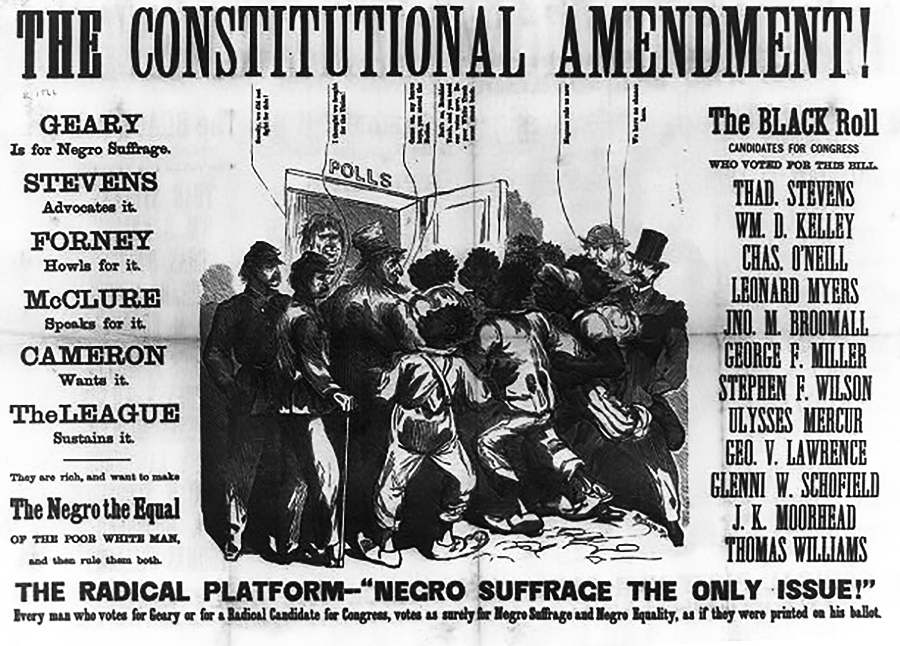 THE CONSTITUTIONAL AMENDMENT!
GEARY
Is for Negro Suffrage.
STEVENS
Advocates it.
FORNEY
Howls for it.
McCLURE
Speaks for it.
CAMERON
Wants it.
The LEAGUE
Sustains it.
They are rich, and want to make
The Negro the Equal
OF THE POOR WHITE MAN,
and then rule them both.
POLLS
The BLACK Roll
CANDIDATES FOR CONGRESS
WHO VOTED FOR THIS BILL.
THAD. STEVENS
WM. D. KELLEY
CHAS. O'NEILL
LEONARD MYERS
JNO. M. BROOMALL
GEORGE F. MILLER
STEPHEN F. WILSON
ULYSSES MERCUR
GEO. V. LAWRENCE
GLENNI W. SCHOFIELD
J. K. MOORHEAD
THOMAS WILLIAMS
THE RADICAL PLATFORM—"NEGRO SUFFRAGE THE ONLY ISSUE!"
Every man who votes for Geary or for a Radical Candidate for Congress, votes as surely for Negro Suffrage and Negro Equality, as if they were printed on his ballot.